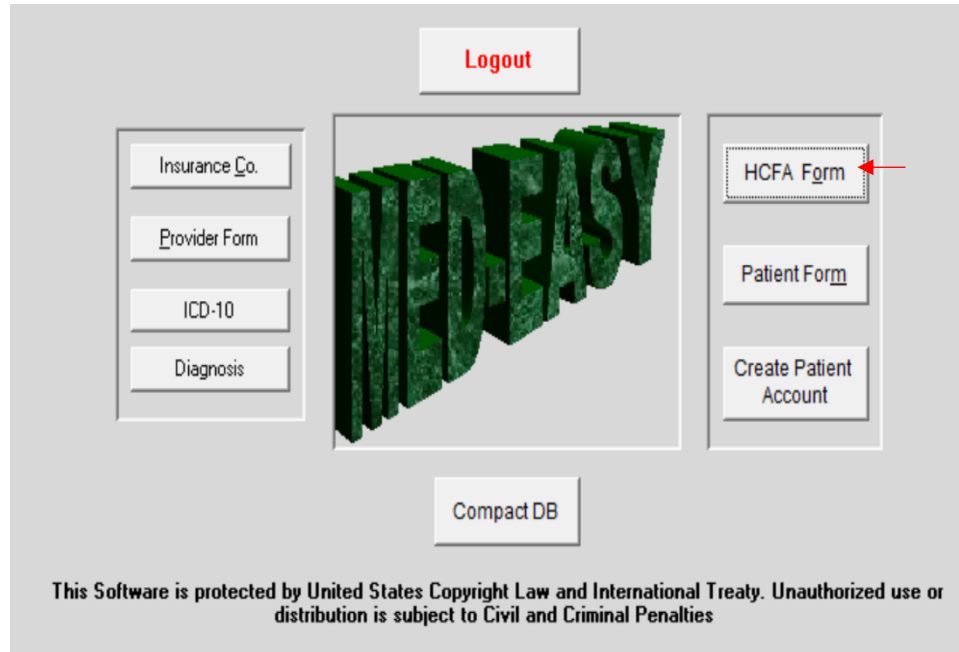 Logout
Insurance Co.
Provider Form
ICD-10
Diagnosis
MED-EASY
HCFA Form
Patient Form
Create Patient
Account
Compact DB
This Software is protected by United States Copyright Law and International Treaty. Unauthorized use or
distribution is subject to Civil and Criminal Penalties